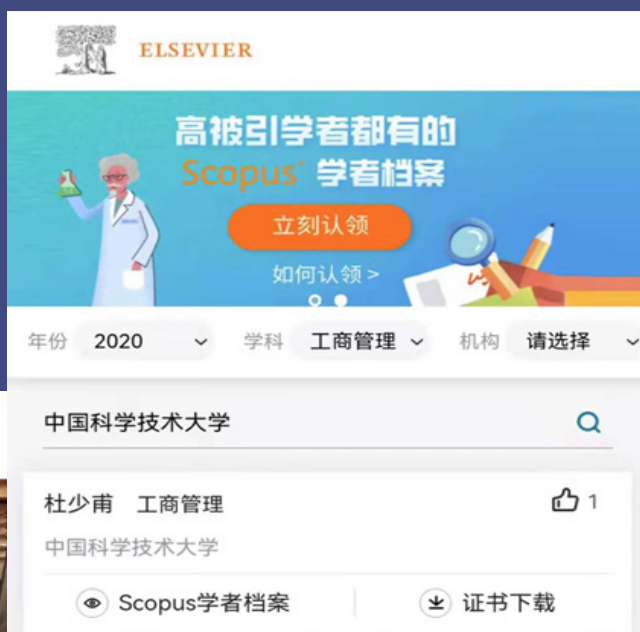 ELSEVIER
高被引学者都有的
Scopus 学者档案
立刻认领
如何认领 >
年份 2020 学科 工商管理 机构 请选择
中国科学技术大学
杜少甫 工商管理 1
中国科学技术大学
Scopus学者档案 证书下载